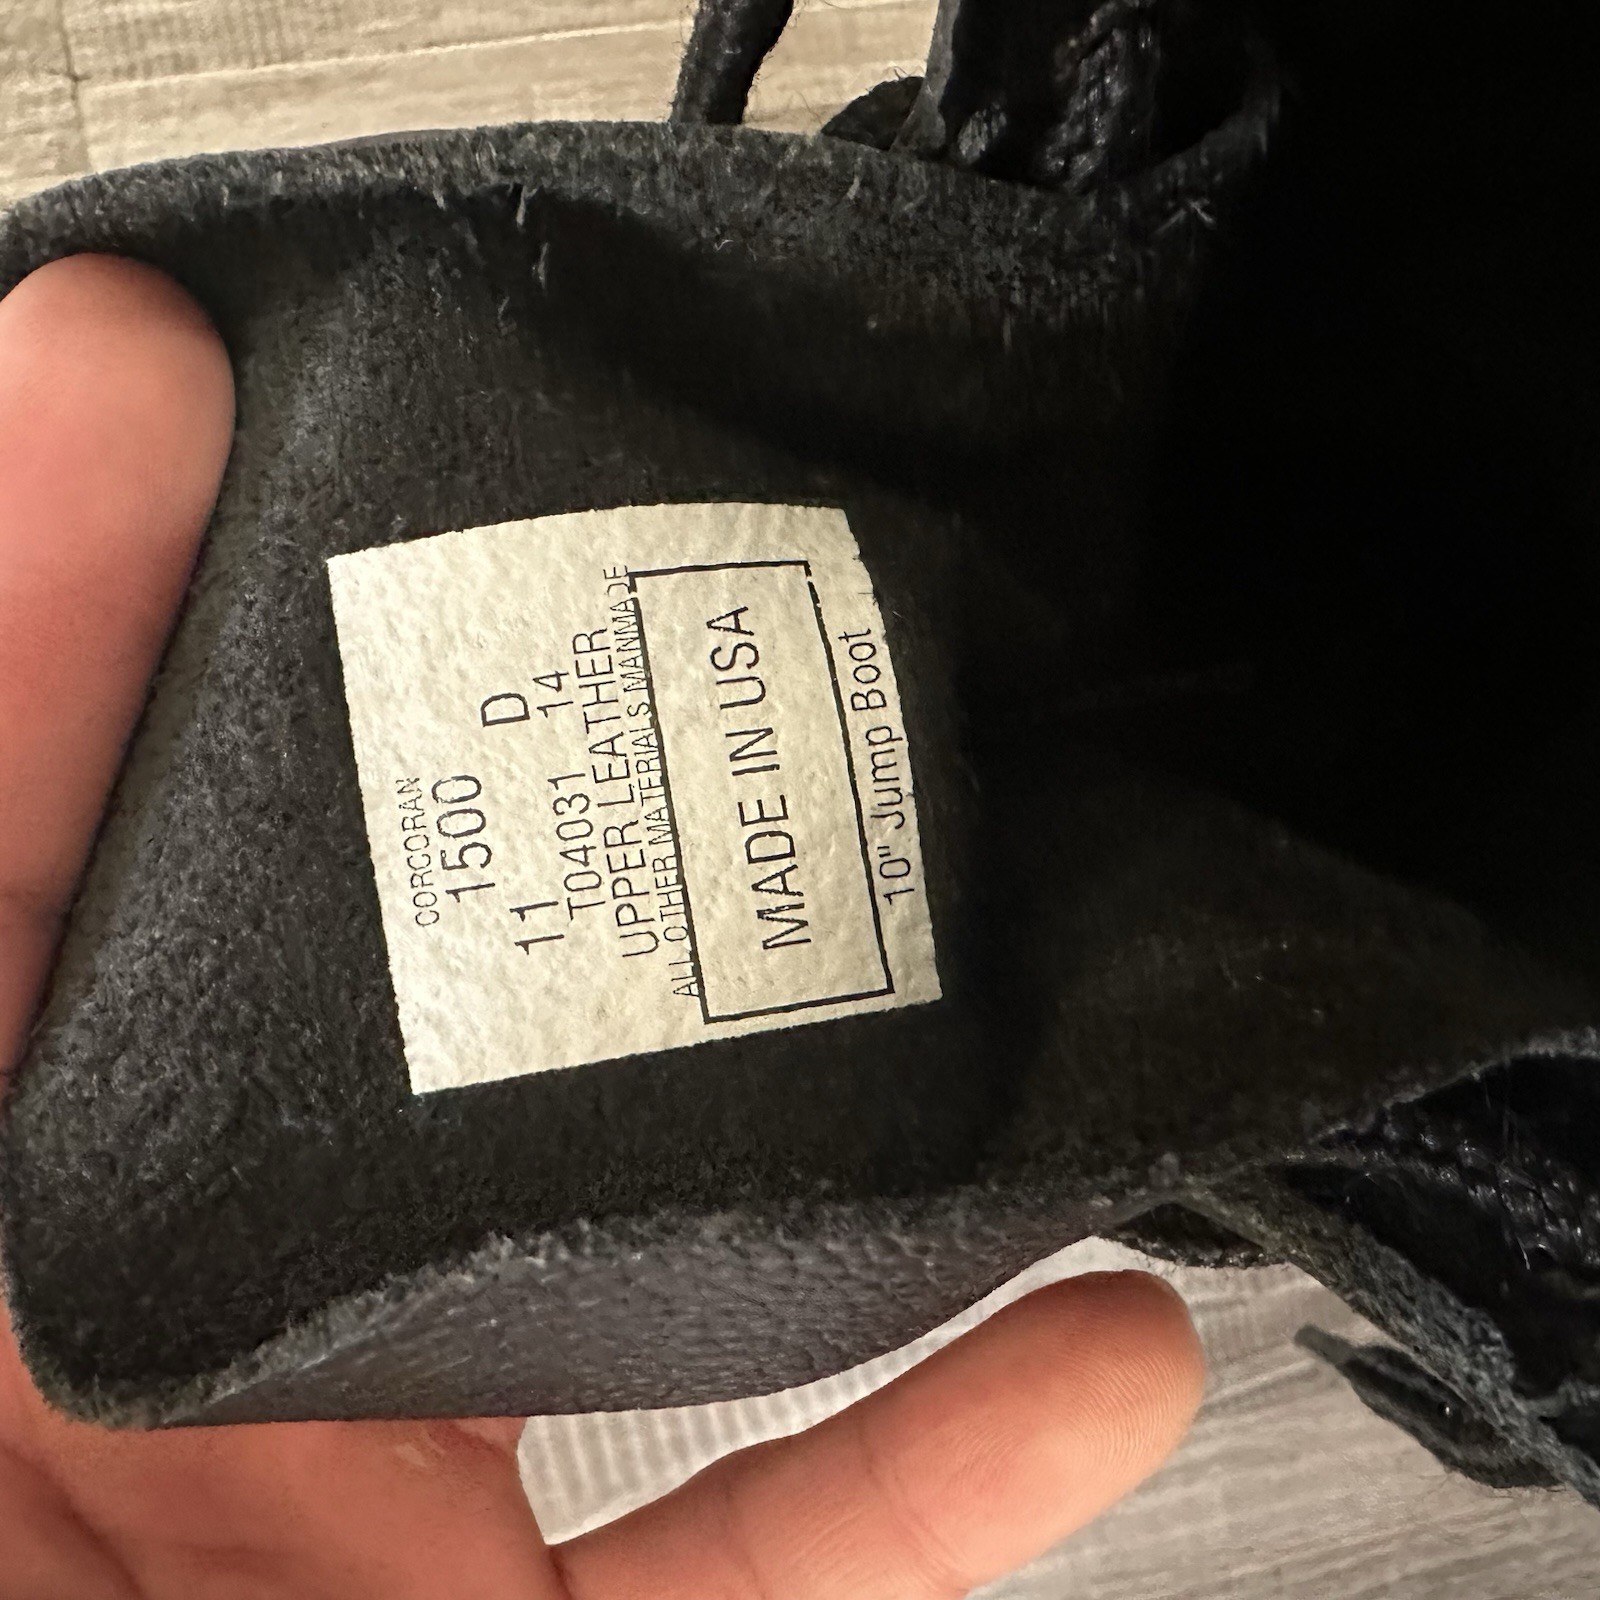 CORCORAN
1500
11 D
T04031 14
UPPER LEATHER
ALL OTHER MATERIALS MANMADE
MADE IN USA
10" Jump Boot